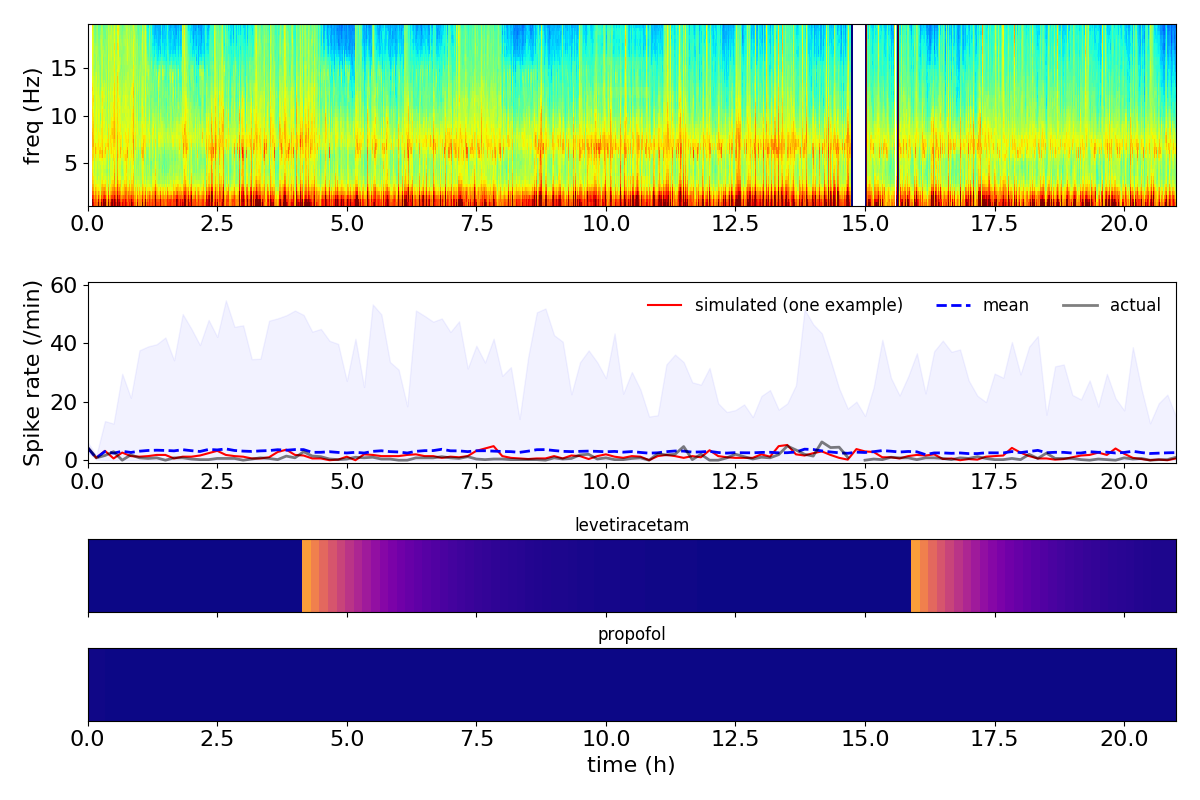 freq (Hz)
15
10
5
0.0 2.5 5.0 7.5 10.0 12.5 15.0 17.5 20.0
Spike rate (/min)
60
40
20
0
simulated (one example) mean actual
0.0 2.5 5.0 7.5 10.0 12.5 15.0 17.5 20.0
levetiracetam
propofol
0.0 2.5 5.0 7.5 10.0 12.5 15.0 17.5 20.0
time (h)